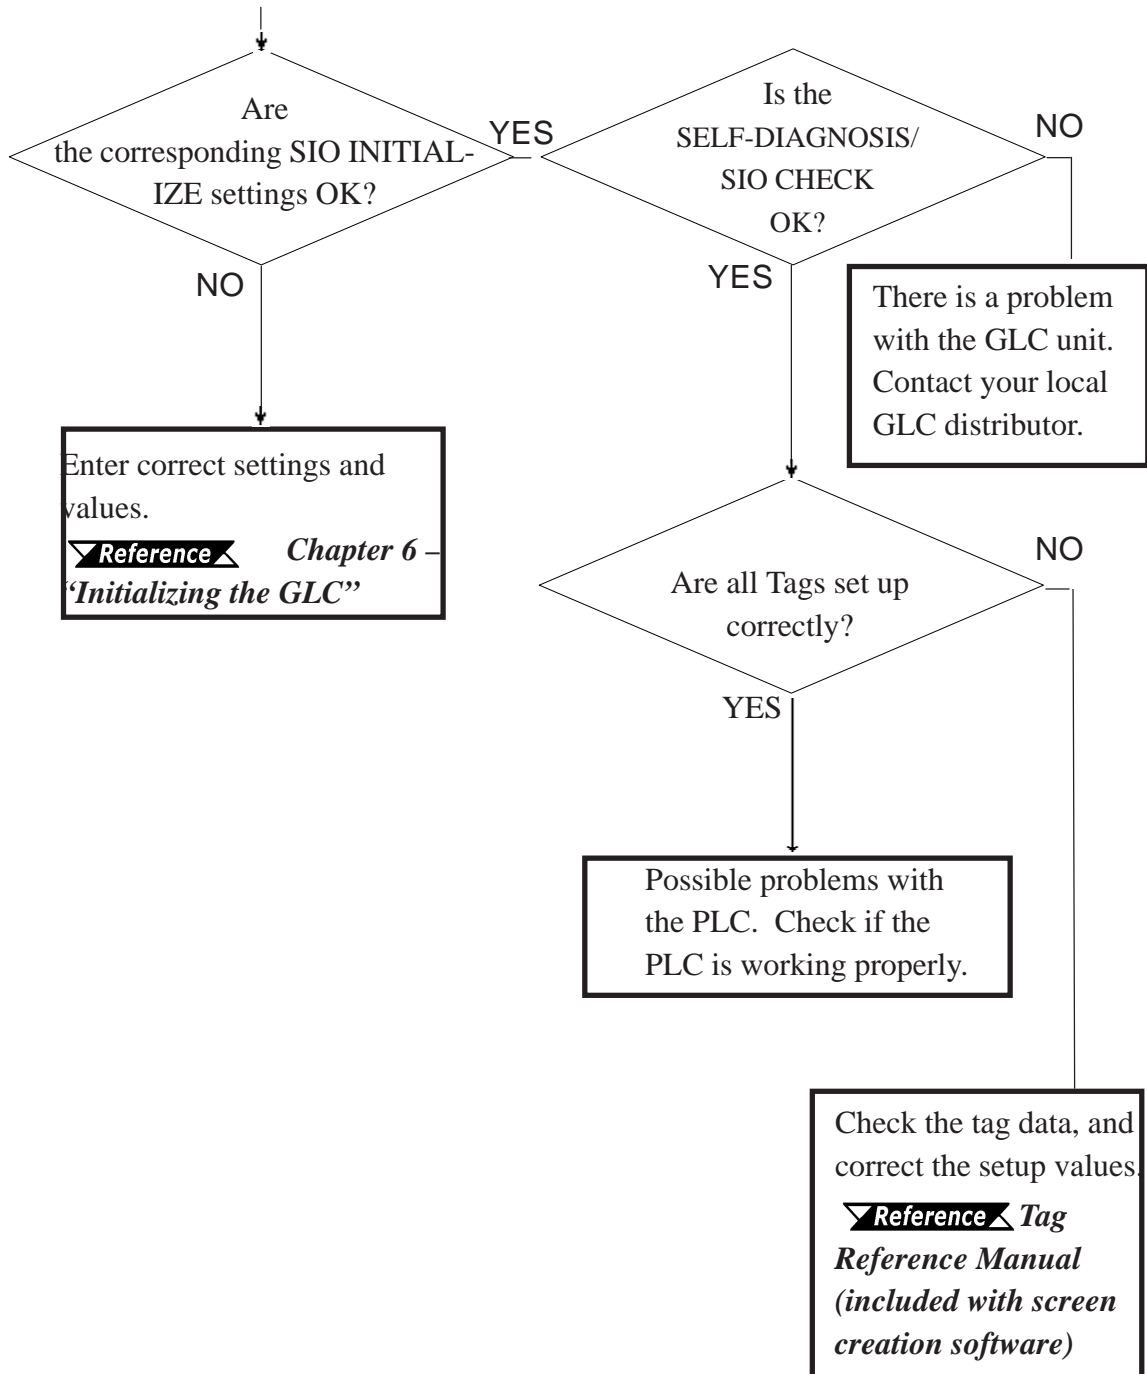 Are
the corresponding SIO INITIAL-
IZE settings OK?
YES
NO
Enter correct settings and
values.
Reference Chapter 6 –
“Initializing the GLC”
Is the
SELF-DIAGNOSIS/
SIO CHECK
OK?
NO
YES
There is a problem
with the GLC unit.
Contact your local
GLC distributor.
Are all Tags set up
correctly?
NO
YES
Possible problems with
the PLC. Check if the
PLC is working properly.
Check the tag data, and
correct the setup values.
Reference Tag
Reference Manual
(included with screen
creation software)